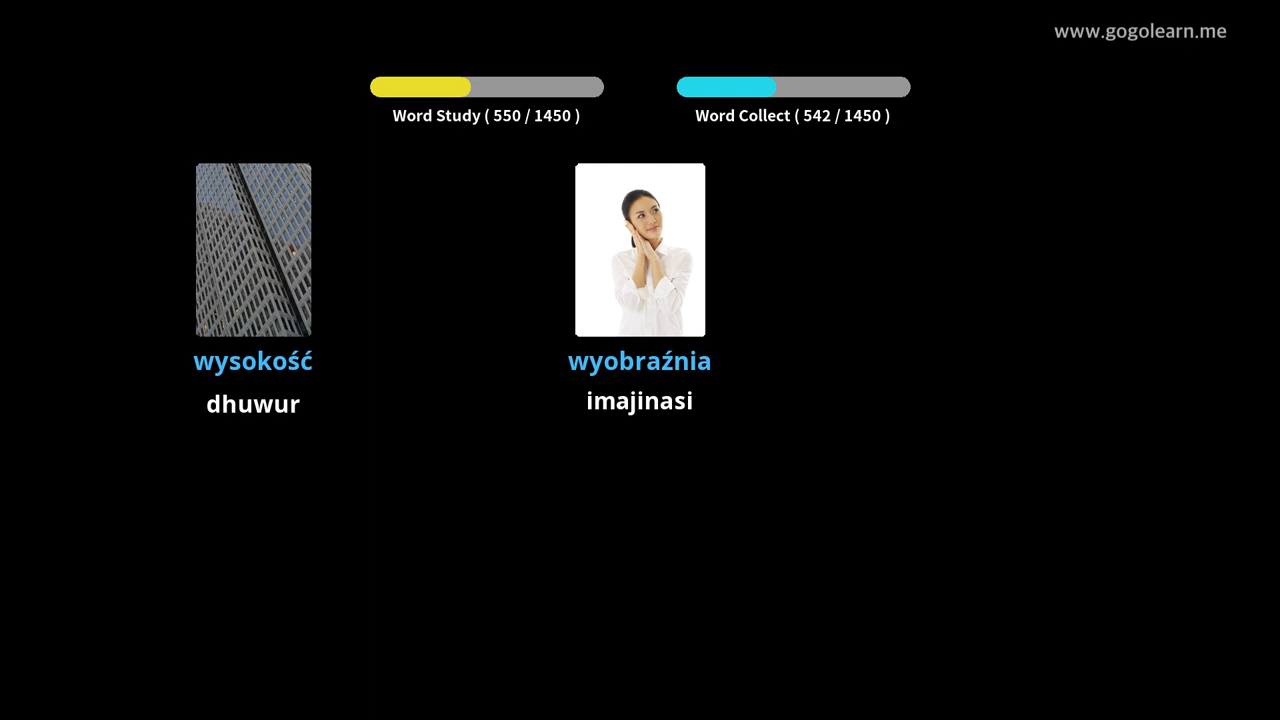 www.gogolearn.me
Word Study ( 550 / 1450 )
Word Collect ( 542 / 1450 )
wysokość
dhuwur
wyobraźnia
imajinasi